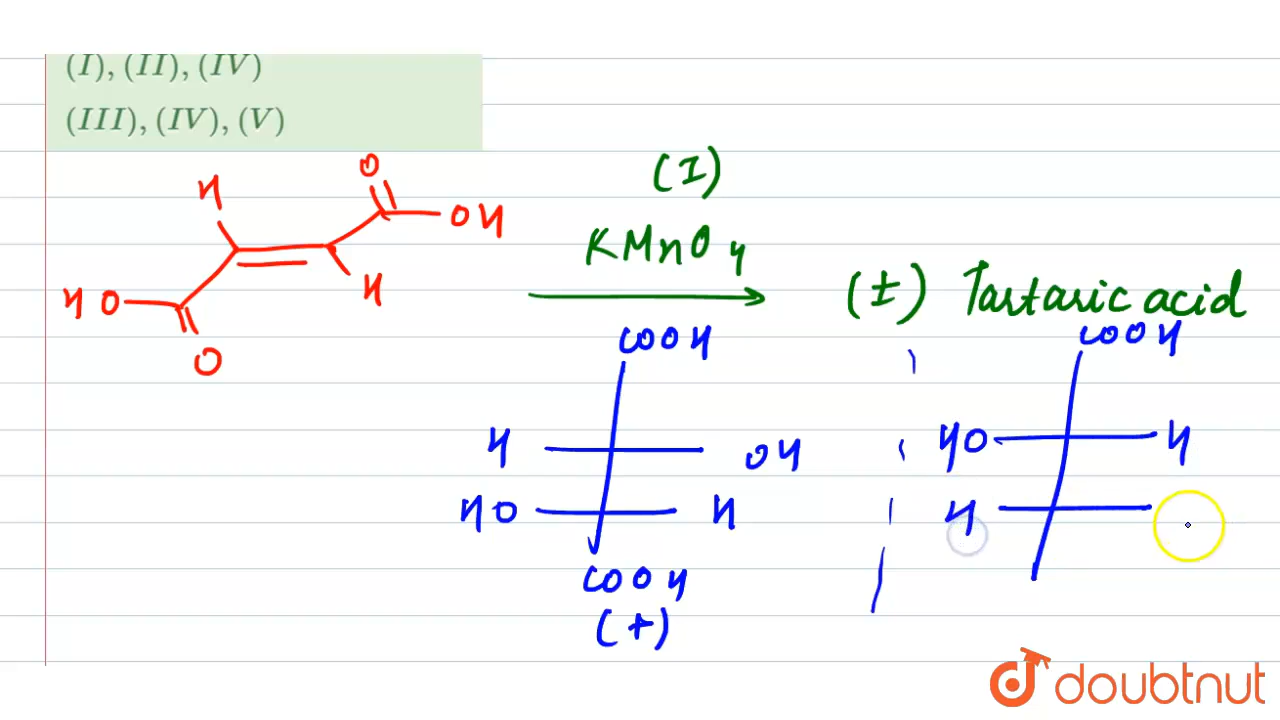 (I), (II), (IV)
(III), (IV), (V)
O
H
OH
H
HO
O
(I)
KMnO4
(±) Tartaric acid
COOH
H
OH
HO
H
COOH
(+)
COOH
HO
H
H
doubtnut